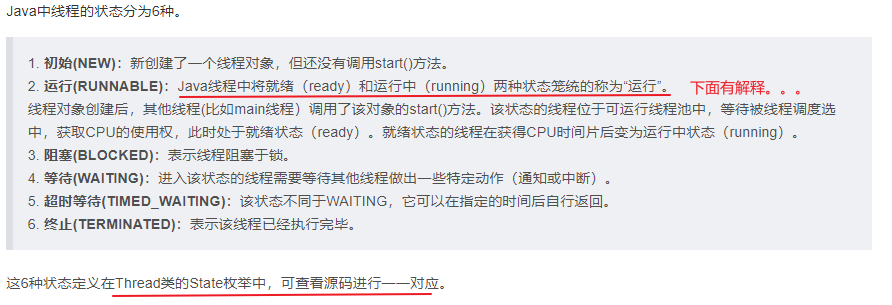 Java中线程的状态分为6种。
1. 初始(NEW)：新创建了一个线程对象，但还没有调用start()方法。
2. 运行(RUNNABLE)：Java线程中将就绪（ready）和运行中（running）两种状态笼统的称为“运行”。 下面有解释。。。
线程对象创建后，其他线程(比如main线程）调用了该对象的start()方法。该状态的线程位于可运行线程池中，等待被线程调度选
中，获取CPU的使用权，此时处于就绪状态（ready）。就绪状态的线程在获得CPU时间片后变为运行中状态（running）。
3. 阻塞(BLOCKED)：表示线程阻塞于锁。
4. 等待(WAITING)：进入该状态的线程需要等待其他线程做出一些特定动作（通知或中断）。
5. 超时等待(TIMED_WAITING)：该状态不同于WAITING，它可以在指定的时间后自行返回。
6. 终止(TERMINATED)：表示该线程已经执行完毕。
这6种状态定义在Thread类的State枚举中，可查看源码进行一一对应。